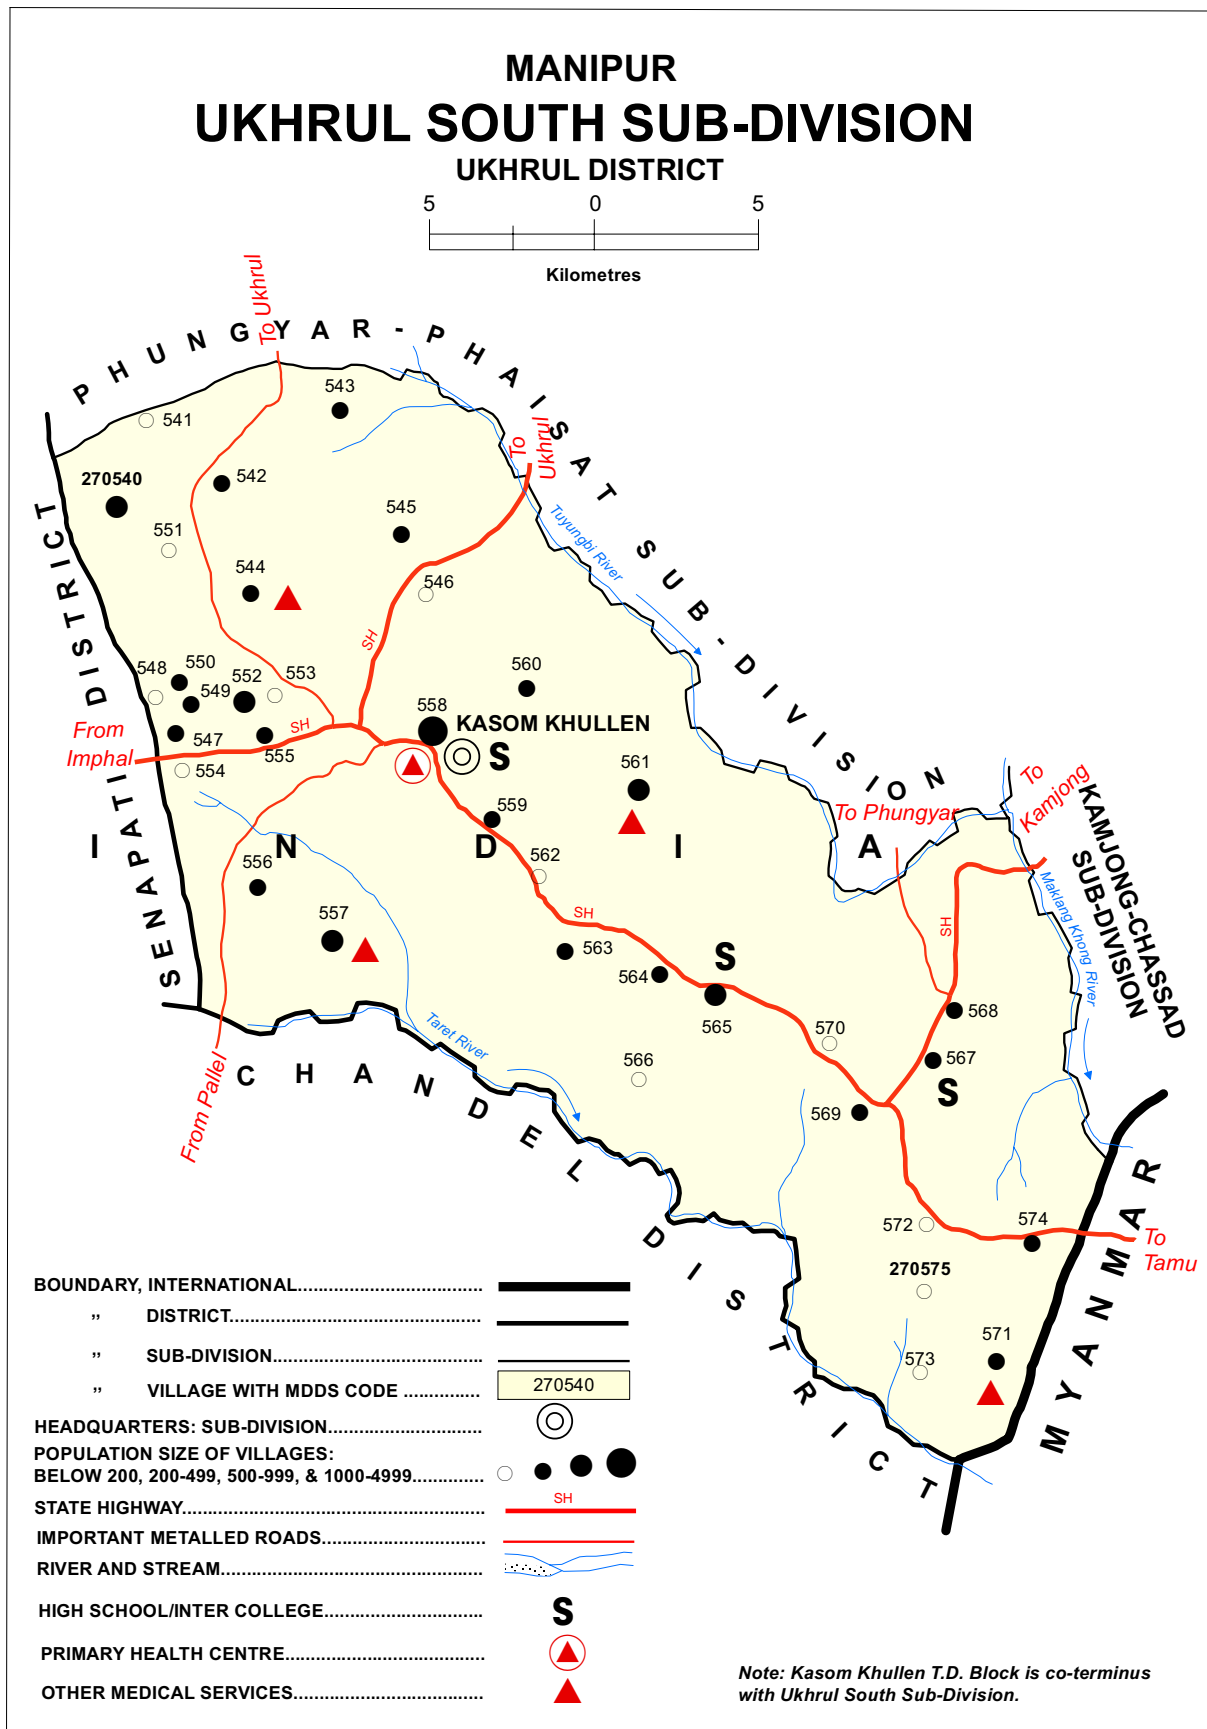 MANIPUR
UKHRUL SOUTH SUB-DIVISION
UKHRUL DISTRICT
5 0 5
Kilometres
To Ukhrul
PHUNGYAR-PHAISAT SUB-DIVISION
543
541
To
Ukhrul
270540
542
545
551
Tuyungbi River
544
546
SH
SENAPATI DISTRICT
548
550
553
552
549
560
558
KASOM KHULLEN
SH
From
Imphal
547
555
S
554
561
To
Kamjong
To Phungyar
559
KAMJONG-CHASSAD
SUB-DIVISION
INDIA
562
556
Maklang Khong River
557
SH
SH
563
S
564
565
568
570
Taret River
567
566
S
569
From Pallel
CHANDEL DISTRICT
572
574
To
Tamu
MYANMAR
270575
571
573
BOUNDARY, INTERNATIONAL
,, DISTRICT
,, SUB-DIVISION
,, VILLAGE WITH MDDS CODE 270540
HEADQUARTERS: SUB-DIVISION
POPULATION SIZE OF VILLAGES:
BELOW 200, 200-499, 500-999, & 1000-4999
STATE HIGHWAY SH
IMPORTANT METALLED ROADS
RIVER AND STREAM
HIGH SCHOOL/INTER COLLEGE S
PRIMARY HEALTH CENTRE
OTHER MEDICAL SERVICES
Note: Kasom Khullen T.D. Block is co-terminus
with Ukhrul South Sub-Division.